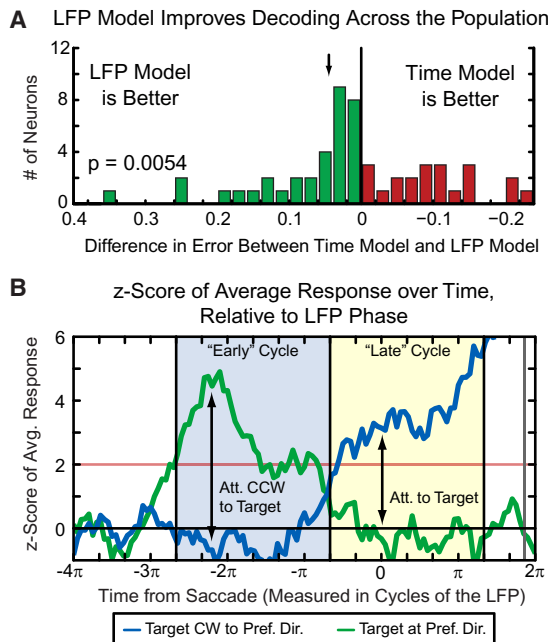 A
LFP Model Improves Decoding Across the Population
LFP Model
is Better
Time Model
is Better
p = 0.0054
# of Neurons
12
8
4
0
0.4 0.3 0.2 0.1 0 −0.1 −0.2
Difference in Error Between Time Model and LFP Model
B
z-Score of Average Response over Time,
Relative to LFP Phase
"Early" Cycle
"Late" Cycle
Att. CCW
to Target
Att. to Target
z-Score of Avg. Response
6
4
2
0
-4π -3π -2π -π 0 π 2π
Time from Saccade (Measured in Cycles of the LFP)
Target CW to Pref. Dir. Target at Pref. Dir.